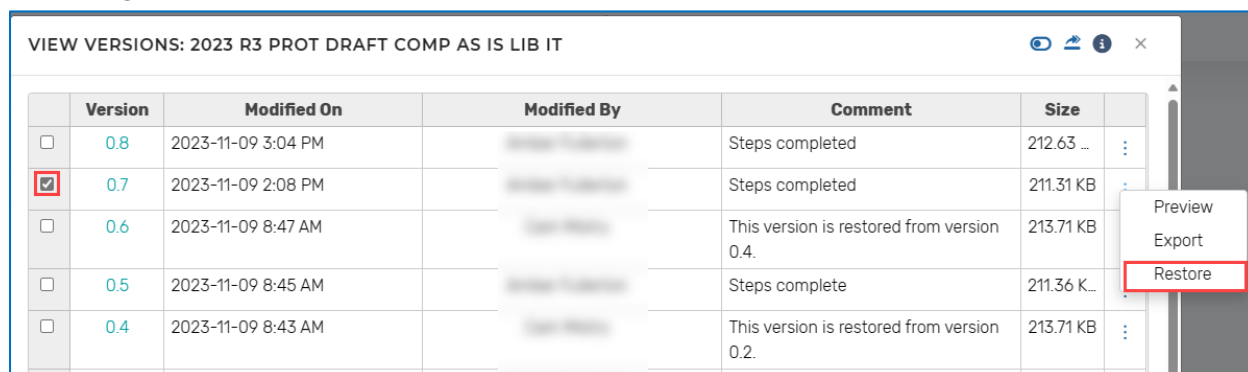 VIEW VERSIONS: 2023 R3 PROT DRAFT COMP AS IS LIB IT
Version Modified On Modified By Comment Size
0.8 2023-11-09 3:04 PM Steps completed 212.63 ...
0.7 2023-11-09 2:08 PM Steps completed 211.31 KB
Preview
0.6 2023-11-09 8:47 AM This version is restored from version 213.71 KB
0.4.
Export
Restore
0.5 2023-11-09 8:45 AM Steps complete 211.36 K...
0.4 2023-11-09 8:43 AM This version is restored from version 213.71 KB
0.2.